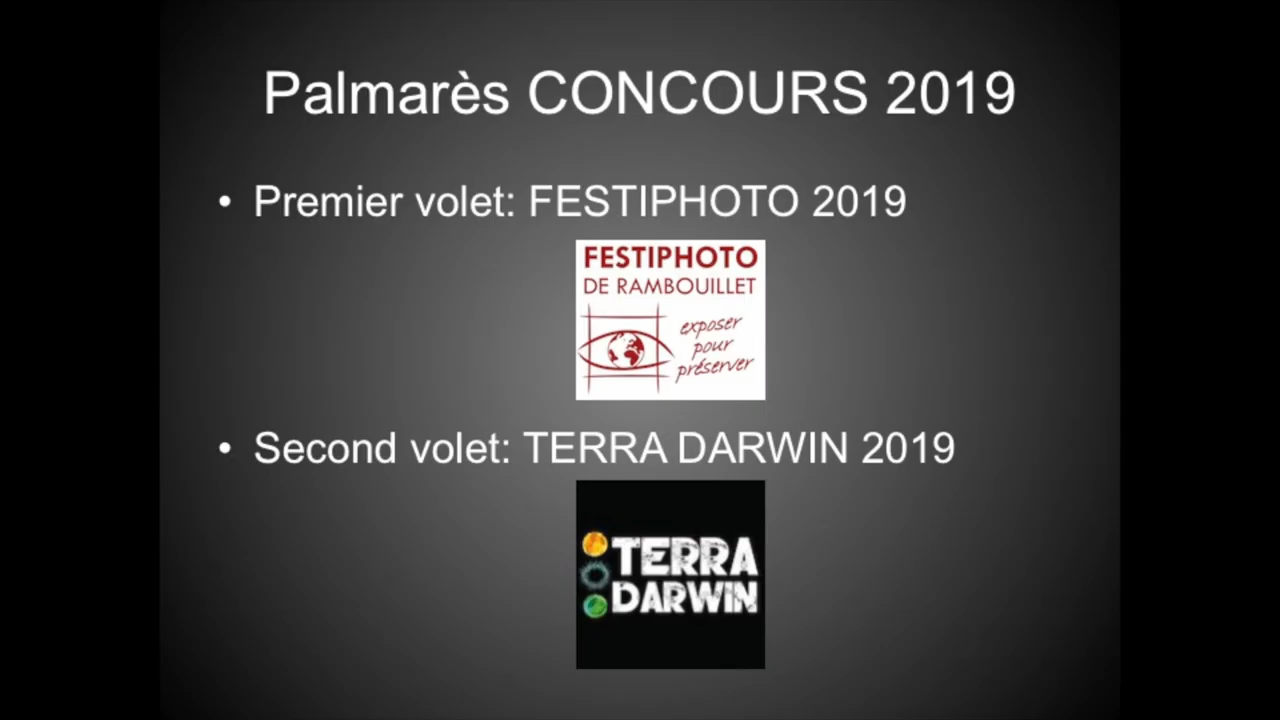 Palmarès CONCOURS 2019
• Premier volet: FESTIPHOTO 2019
FESTIPHOTO
DE RAMBOUILLET
exposer
pour
préserver
• Second volet: TERRA DARWIN 2019
TERRA
DARWIN